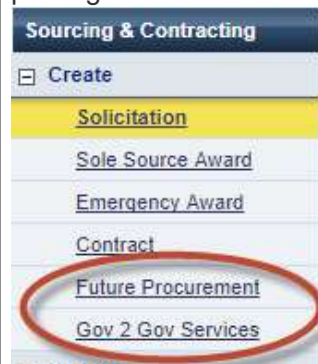 Sourcing & Contracting
Create
Solicitation
Sole Source Award
Emergency Award
Contract
Future Procurement
Gov 2 Gov Services